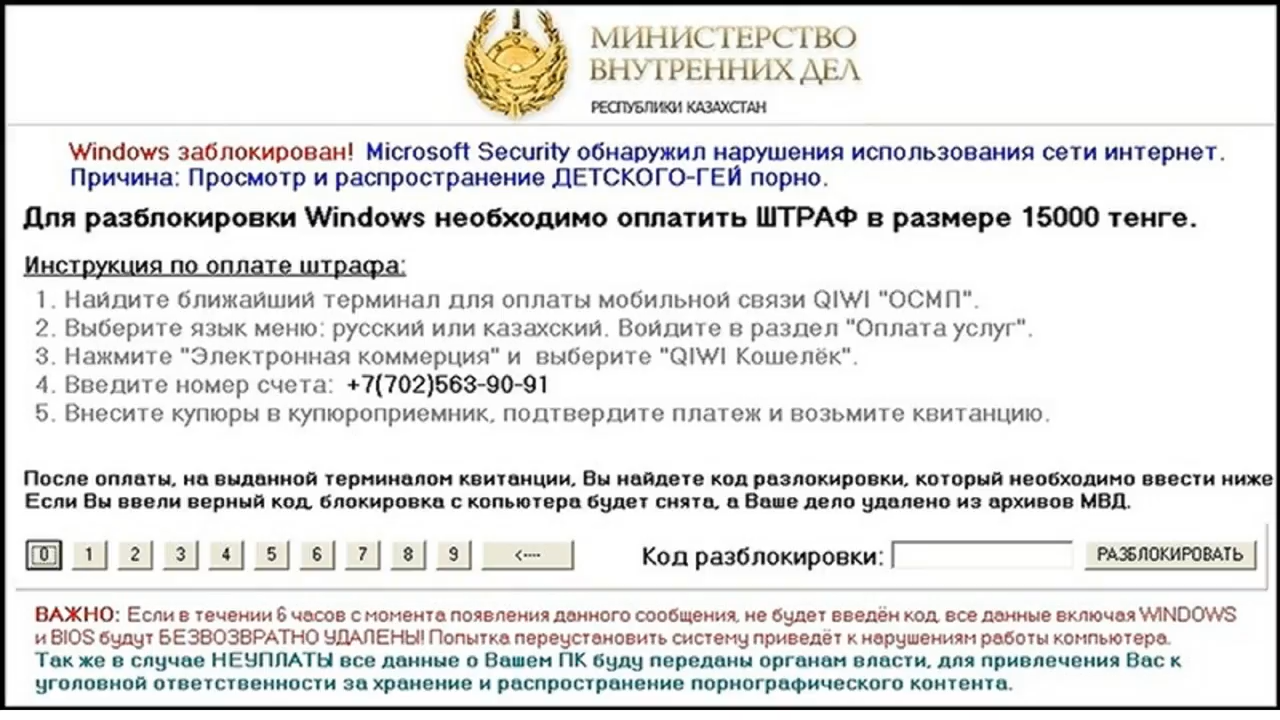 МИНИСТЕРСТВО
ВНУТРЕННИХ ДЕЛ
РЕСПУБЛИКИ КАЗАХСТАН
Windows заблокирован! Microsoft Security обнаружил нарушения использования сети интернет.
Причина: Просмотр и распространение ДЕТСКОГО-ГЕЙ порно.
Для разблокировки Windows необходимо оплатить ШТРАФ в размере 15000 тенге.
Инструкция по оплате штрафа:
1. Найдите ближайший терминал для оплаты мобильной связи QIWI "ОСМП".
2. Выберите язык меню: русский или казахский. Войдите в раздел "Оплата услуг".
3. Нажмите "Электронная коммерция" и выберите "QIWI Кошелёк".
4. Введите номер счета: +7(702)563-90-91
5. Внесите купюры в купюроприемник, подтвердите платеж и возьмите квитанцию.
После оплаты, на выданной терминалом квитанции, Вы найдете код разлокировки, который необходимо ввести ниже
Если Вы ввели верный код, блокировка с копьютера будет снята, а Ваше дело удалено из архивов МВД.
0 1 2 3 4 5 6 7 8 9 <---- Код разблокировки: РАЗБЛОКИРОВАТЬ
ВАЖНО: Если в течении 6 часов с момента появления данного сообщения, не будет введён код, все данные включая WINDOWS
и BIOS будут БЕЗВОЗВРАТНО УДАЛЕНЫ! Попытка переустановить систему приведёт к нарушениям работы компьютера.
Так же в случае НЕУПЛАТЫ все данные о Вашем ПК буду переданы органам власти, для привлечения Вас к
уголовной ответственности за хранение и распространение порнографического контента.